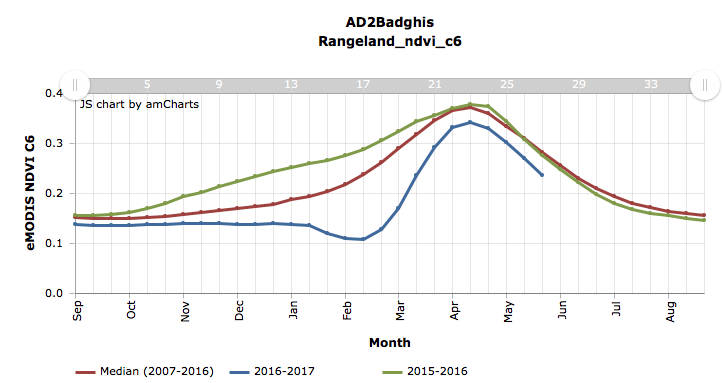 AD2Badghis
Rangeland_ndvi_c6
5 9 13 17 21 25 29 33
JS chart by amCharts
0.4
0.3
0.2
0.1
0.0
eMODIS NDVI C6
Sep Oct Nov Dec Jan Feb Mar Apr May Jun Jul Aug
Month
Median (2007-2016) 2016-2017 2015-2016